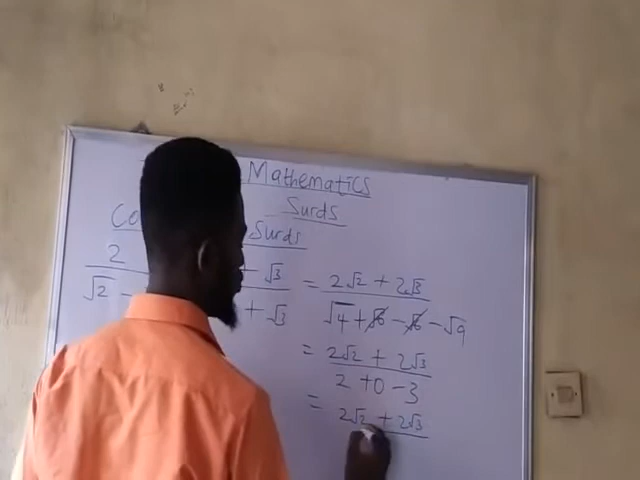 Mathematics
Surds
Surds
2 - √3 = 2√2 + 2√3
√2 - + √3 √4 + √6 - √6 - √9
= 2√2 + 2√3
2 + 0 - 3
= 2√2 + 2√3